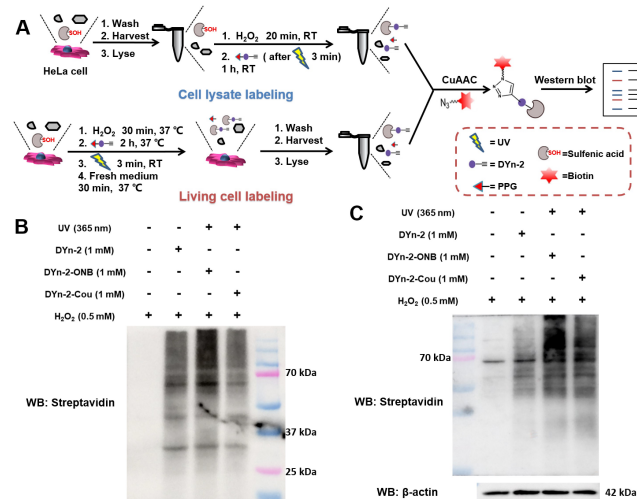 A
SOH
HeLa cell
1. Wash
2. Harvest
3. Lyse
SOH
1. H₂O₂ 20 min, RT
2. ( after 3 min)
1 h, RT
Cell lysate labeling
CuAAC
N₃
Western blot
SOH
1. H₂O₂ 30 min, 37 ℃
2. 2 h, 37 ℃
3. 3 min, RT
4. Fresh medium
30 min, 37 ℃
1. Wash
2. Harvest
3. Lyse
Living cell labeling
= UV
= DYn-2
= PPG
SOH =Sulfenic acid
=Biotin
B
UV (365 nm) - - + +
DYn-2 (1 mM) - + - -
DYn-2-ONB (1 mM) - - + -
DYn-2-Cou (1 mM) - - - +
H₂O₂ (0.5 mM) + + + +
WB: Streptavidin
70 kDa
37 kDa
25 kDa
C
UV (365 nm) - - + +
DYn-2 (1 mM) - + - -
DYn-2-ONB (1 mM) - - + -
DYn-2-Cou (1 mM) - - - +
H₂O₂ (0.5 mM) + + + +
70 kDa
WB: Streptavidin
WB: β-actin
42 kDa